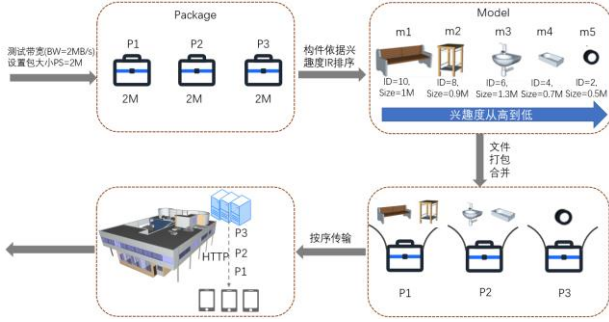 Package
测试带宽(BW=2MB/s)
设置包大小PS=2M
P1
P2
P3
2M
2M
2M
构件依据兴
趣度IR排序
Model
m1
m2
m3
m4
m5
ID=10,
Size=1M
ID=8,
Size=0.9M
ID=6,
Size=1.3M
ID=4,
Size=0.7M
ID=2,
Size=0.5M
兴趣度从高到低
文件
打包
合并
P1
P2
P3
按序传输
HTTP
P3
P2
P1